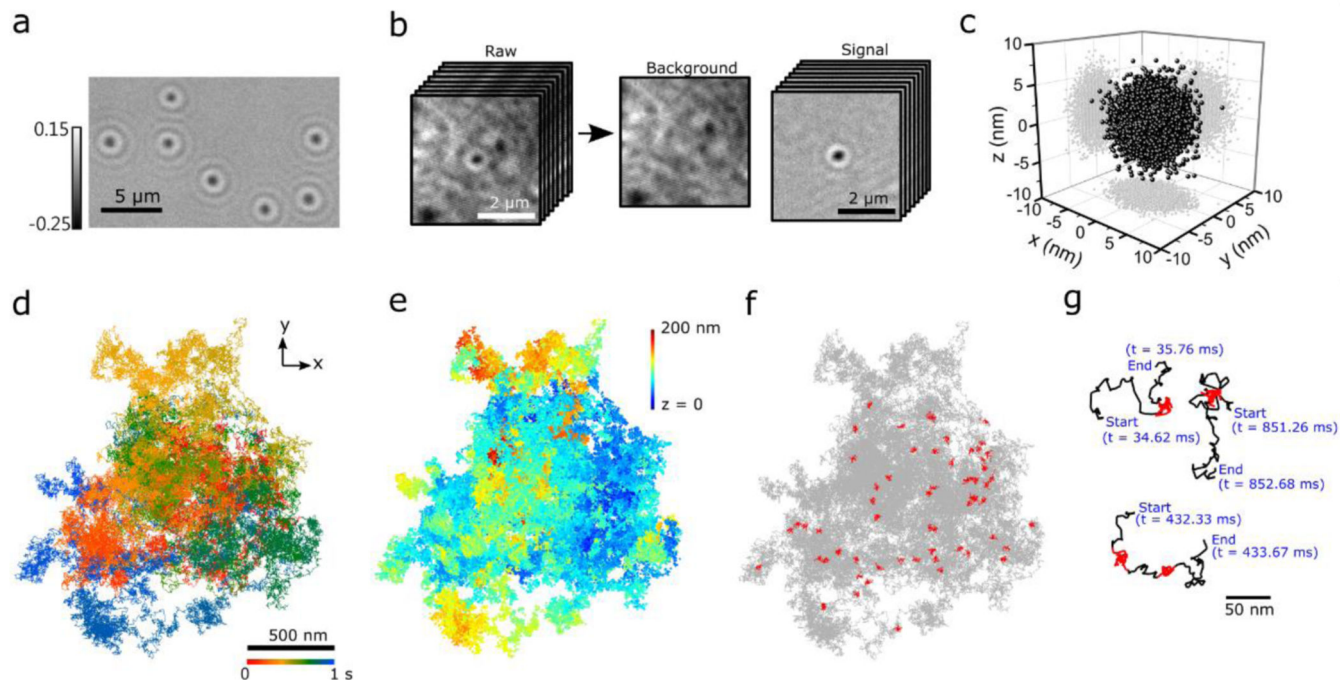 a
0.15
-0.25
5 µm
b
Raw
Background
Signal
2 µm
2 µm
c
10
5
0
-5
-10
z (nm)
-10
-5
0
5
10
x (nm)
-10
-5
0
5
10
y (nm)
d
y
x
500 nm
0
1 s
e
200 nm
z = 0
f
g
(t = 35.76 ms)
End
Start
(t = 34.62 ms)
Start
(t = 851.26 ms)
End
(t = 852.68 ms)
Start
(t = 432.33 ms)
End
(t = 433.67 ms)
50 nm